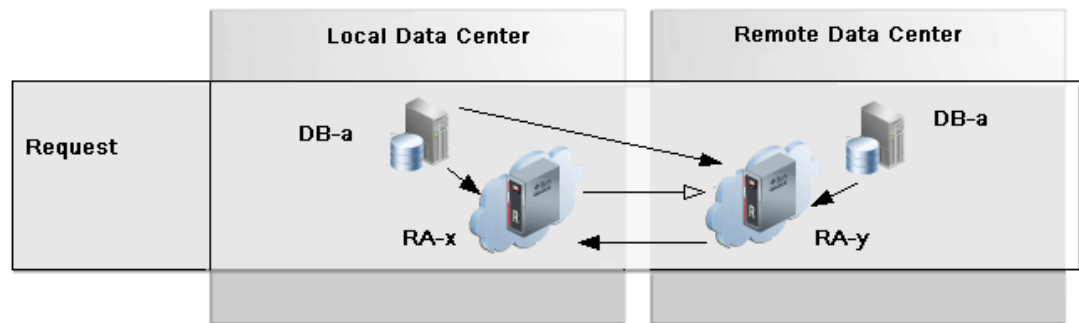 Local Data Center
Remote Data Center
Request
DB-a
DB-a
RA-x
RA-y